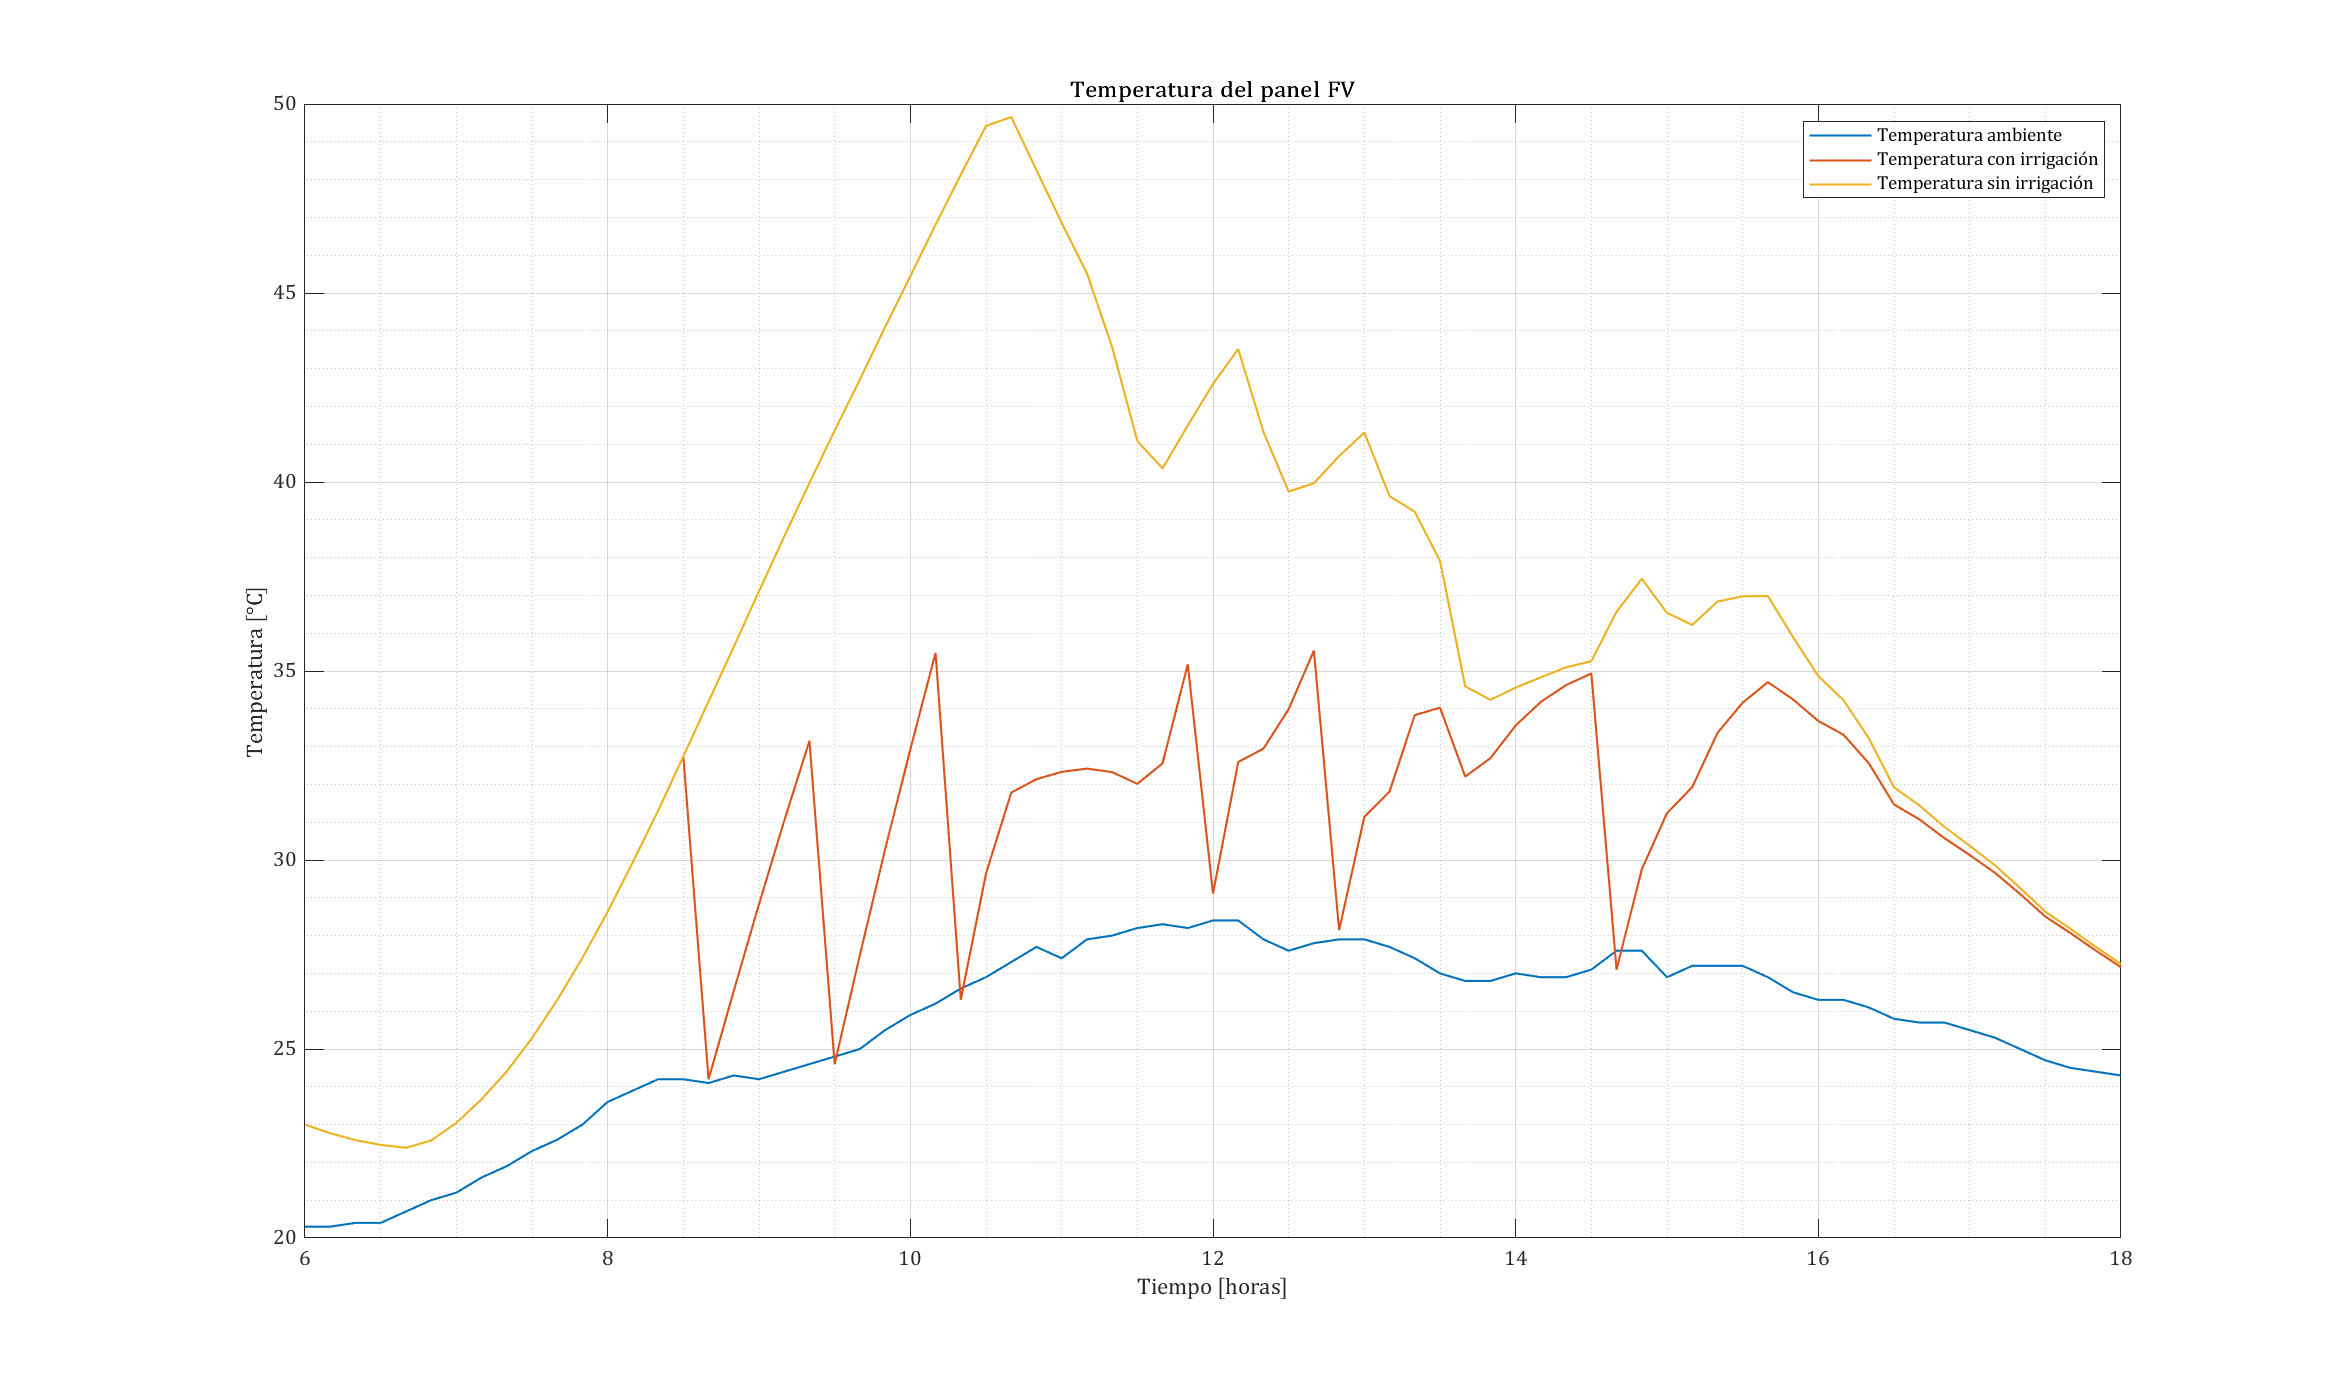 Temperatura del panel FV
50
45
40
35
30
25
20
Temperatura [°C]
Temperatura ambiente
Temperatura con irrigación
Temperatura sin irrigación
6 8 10 12 14 16 18
Tiempo [horas]